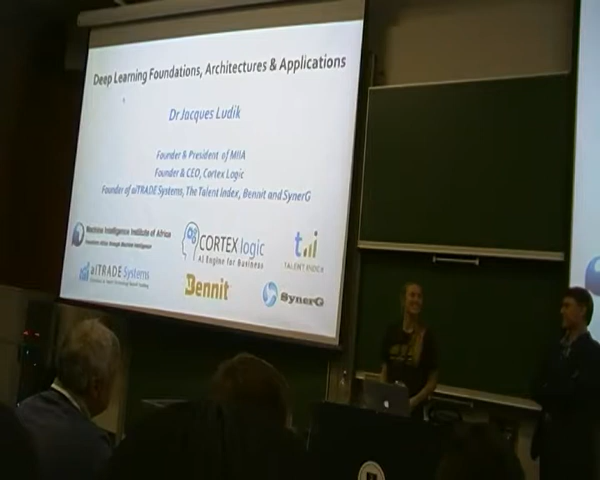 Deep Learning Foundations, Architectures & Applications
Dr Jacques Ludik
Founder & President of MIIA
Founder & CEO, Cortex Logic
Founder of aiTRADE Systems, The Talent Index, Bennit and SynerG
Machine Intelligence Institute of Africa
CORTEX logic
AI Engine for Business
TALENT INDEX
aiTRADE Systems
Bennit
SynerG